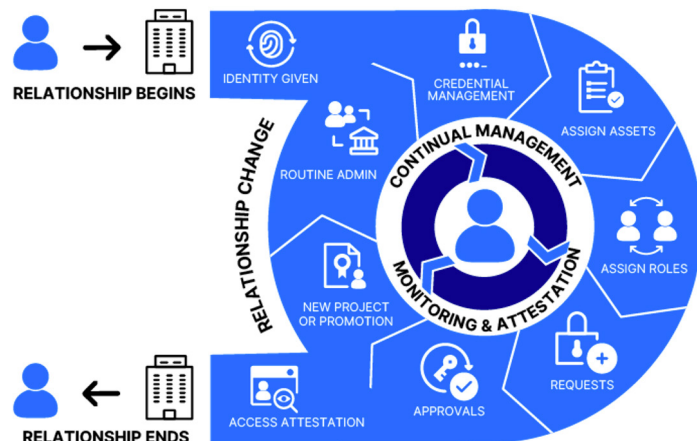 RELATIONSHIP BEGINS
IDENTITY GIVEN
CREDENTIAL
MANAGEMENT
ASSIGN ASSETS
ASSIGN ROLES
REQUESTS
APPROVALS
ACCESS ATTESTATION
NEW PROJECT
OR PROMOTION
ROUTINE ADMIN
RELATIONSHIP CHANGE
CONTINUAL MANAGEMENT
MONITORING & ATTESTATION
RELATIONSHIP ENDS